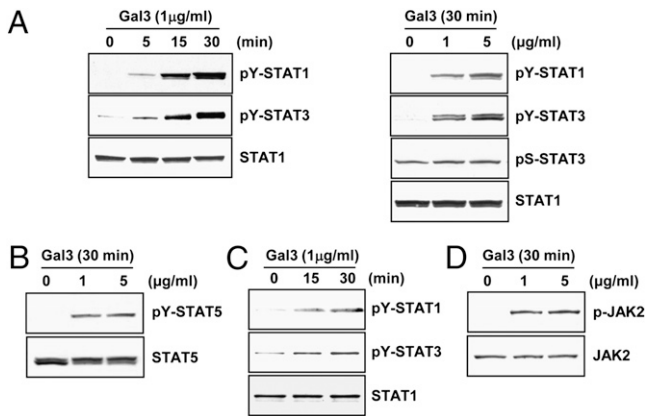 A
Gal3 (1µg/ml)
0 5 15 30 (min)
pY-STAT1
pY-STAT3
STAT1
Gal3 (30 min)
0 1 5 (µg/ml)
pY-STAT1
pY-STAT3
pS-STAT3
STAT1
B
Gal3 (30 min)
0 1 5 (µg/ml)
pY-STAT5
STAT5
C
Gal3 (1µg/ml)
0 15 30 (min)
pY-STAT1
pY-STAT3
STAT1
D
Gal3 (30 min)
0 1 5 (µg/ml)
p-JAK2
JAK2